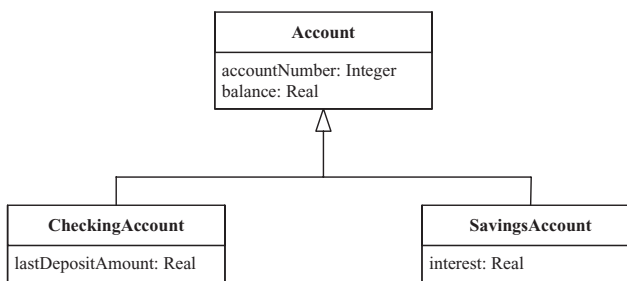 Account
accountNumber: Integer
balance: Real
CheckingAccount
lastDepositAmount: Real
SavingsAccount
interest: Real